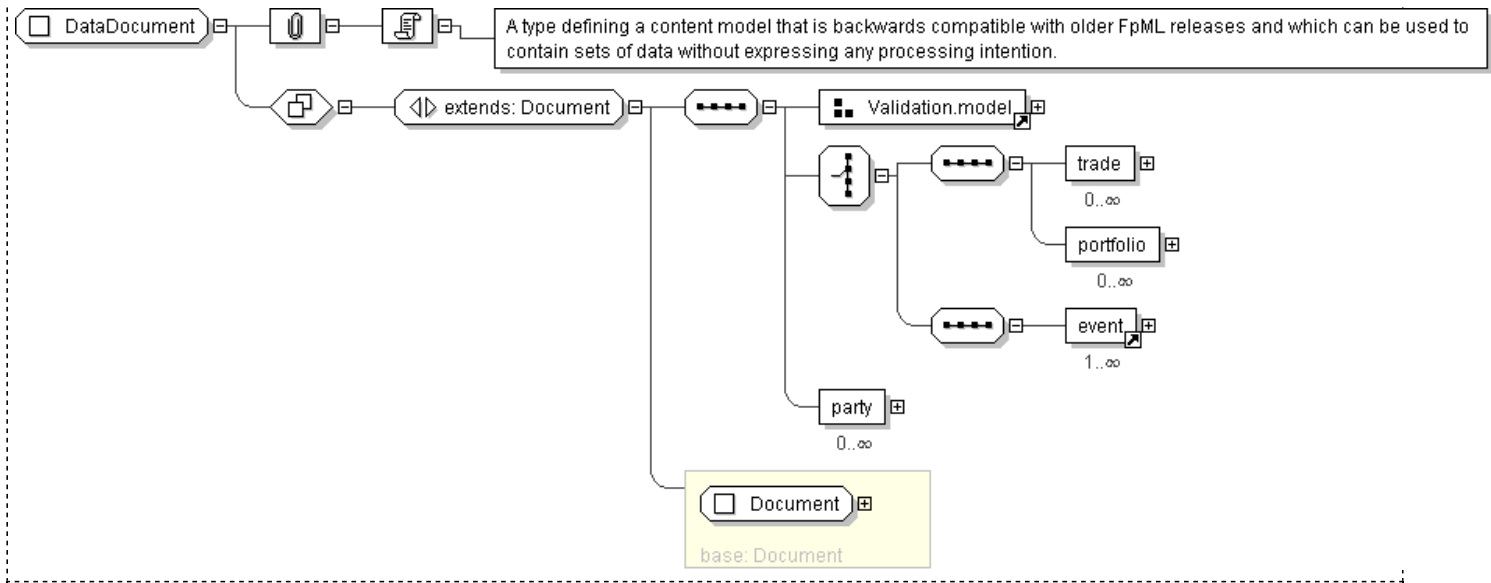 DataDocument
A type defining a content model that is backwards compatible with older FpML releases and which can be used to
contain sets of data without expressing any processing intention.
extends: Document
Validation.model
trade
0..∞
portfolio
0..∞
event
1..∞
party
0..∞
Document
base: Document